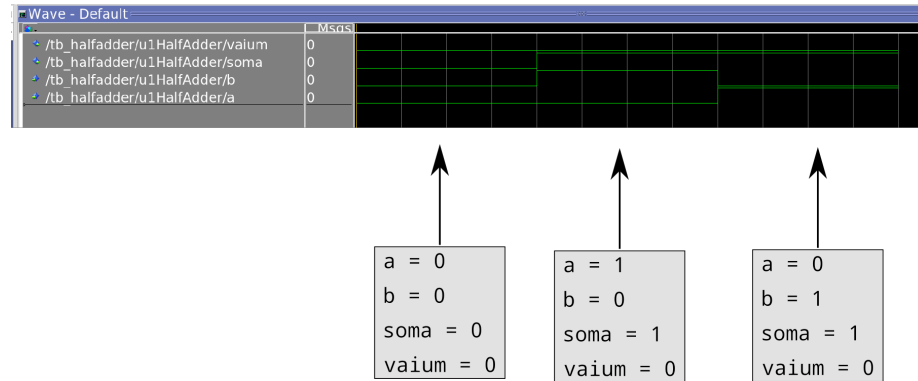 Wave - Default
Msgs
/tb_halfadder/u1HalfAdder/vaium 0
/tb_halfadder/u1HalfAdder/soma 0
/tb_halfadder/u1HalfAdder/b 0
/tb_halfadder/u1HalfAdder/a 0
a = 0
b = 0
soma = 0
vaium = 0
a = 1
b = 0
soma = 1
vaium = 0
a = 0
b = 1
soma = 1
vaium = 0